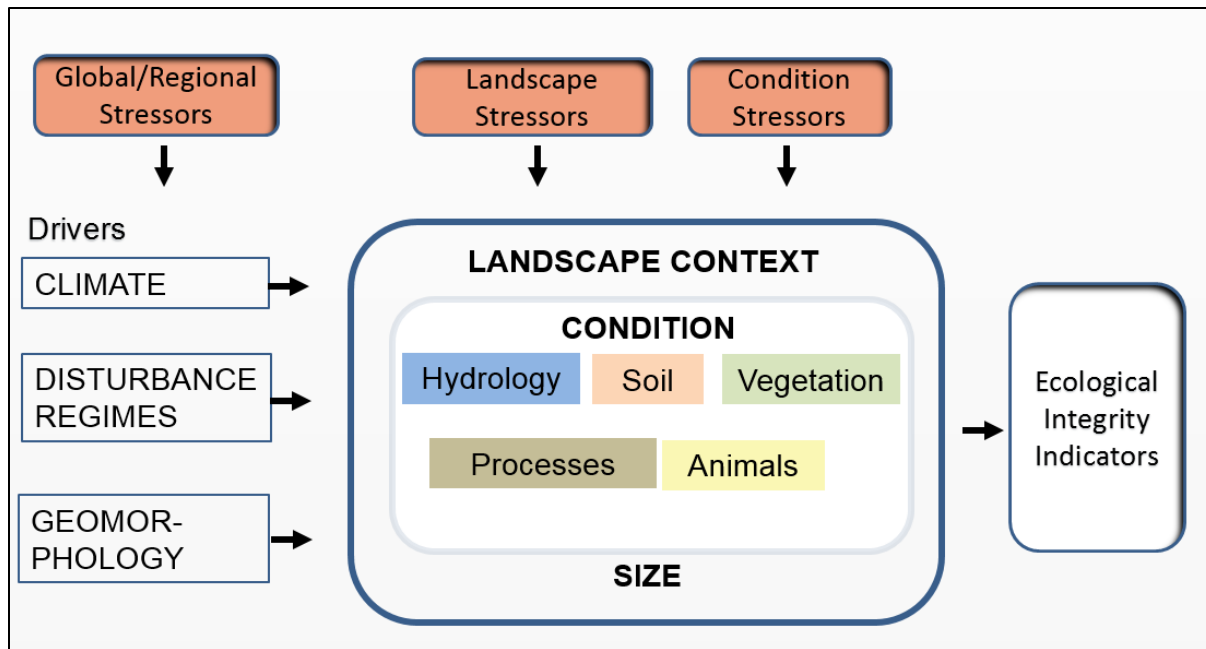 Global/Regional
Stressors
Landscape
Stressors
Condition
Stressors
Drivers
CLIMATE
DISTURBANCE
REGIMES
GEOMOR-
PHOLOGY
LANDSCAPE CONTEXT
CONDITION
Hydrology
Soil
Vegetation
Processes
Animals
SIZE
Ecological
Integrity
Indicators